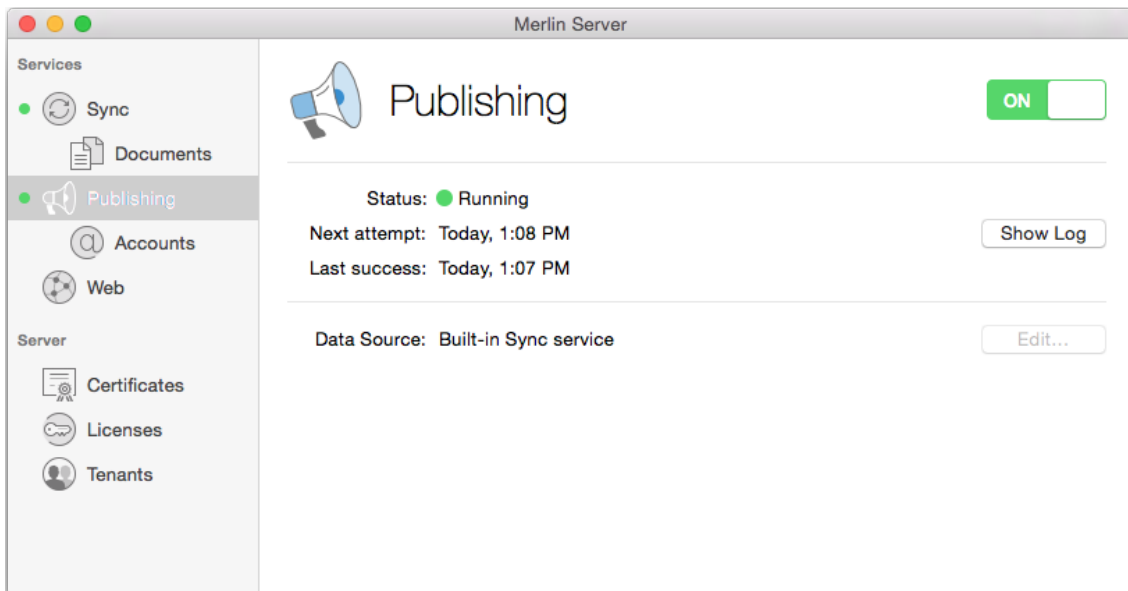 Merlin Server
Services
Sync
Documents
Publishing
Accounts
Web
Server
Certificates
Licenses
Tenants
Publishing
ON
Status: Running
Next attempt: Today, 1:08 PM
Show Log
Last success: Today, 1:07 PM
Data Source: Built-in Sync service
Edit...